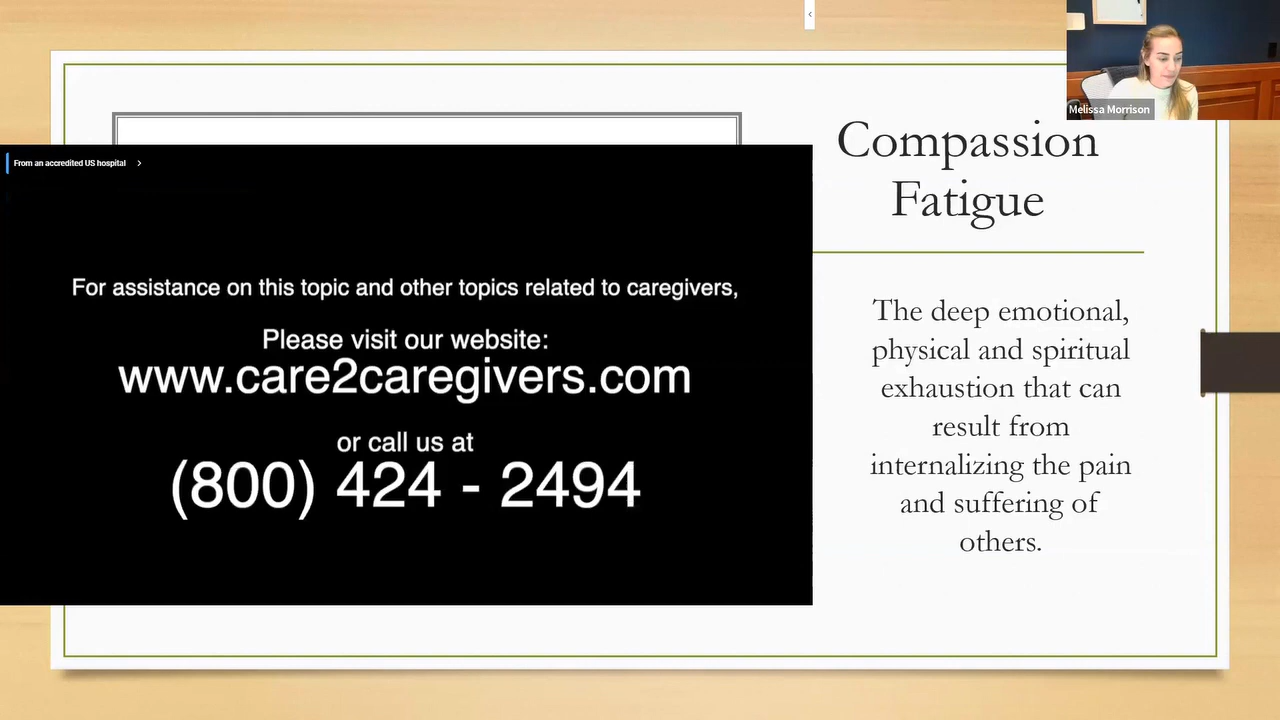 Melissa Morrison
Compassion
Fatigue
From an accredited US hospital
For assistance on this topic and other topics related to caregivers,
Please visit our website:
www.care2caregivers.com
or call us at
(800) 424 - 2494
The deep emotional,
physical and spiritual
exhaustion that can
result from
internalizing the pain
and suffering of
others.